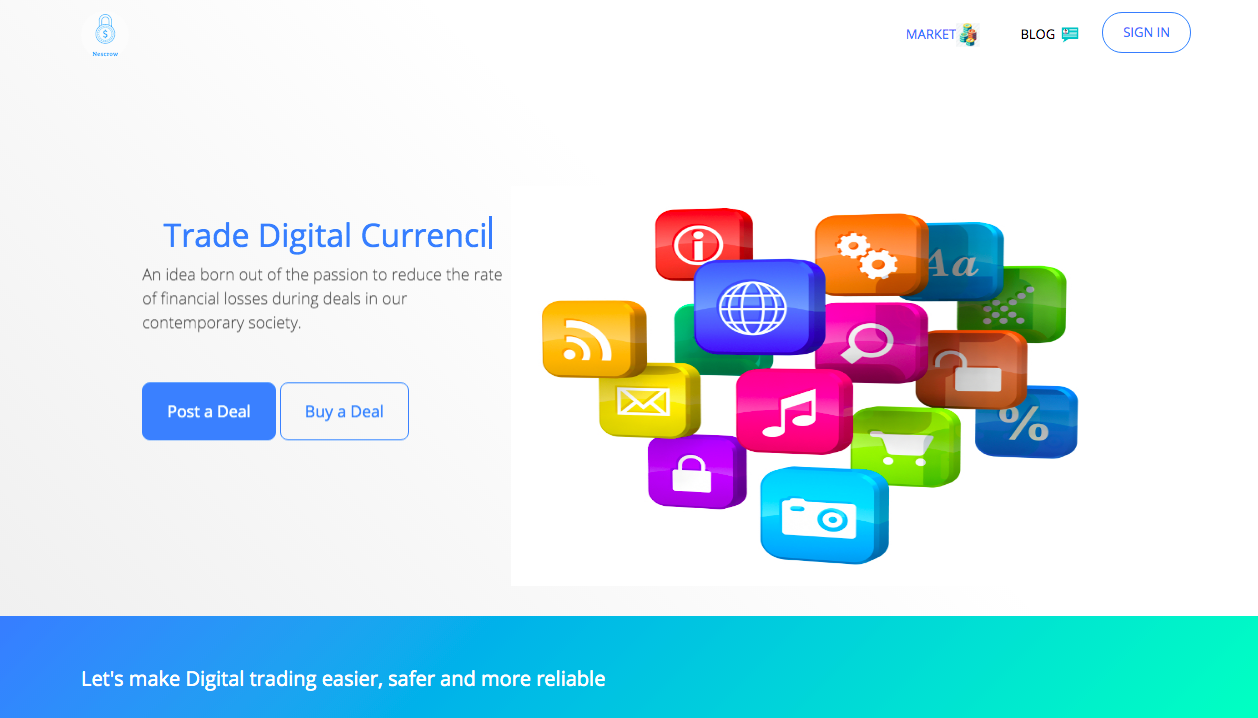 Nescrow
MARKET
BLOG
SIGN IN
Trade Digital Currenci
An idea born out of the passion to reduce the rate
of financial losses during deals in our
contemporary society.
Post a Deal
Buy a Deal
Aa
%
Let's make Digital trading easier, safer and more reliable